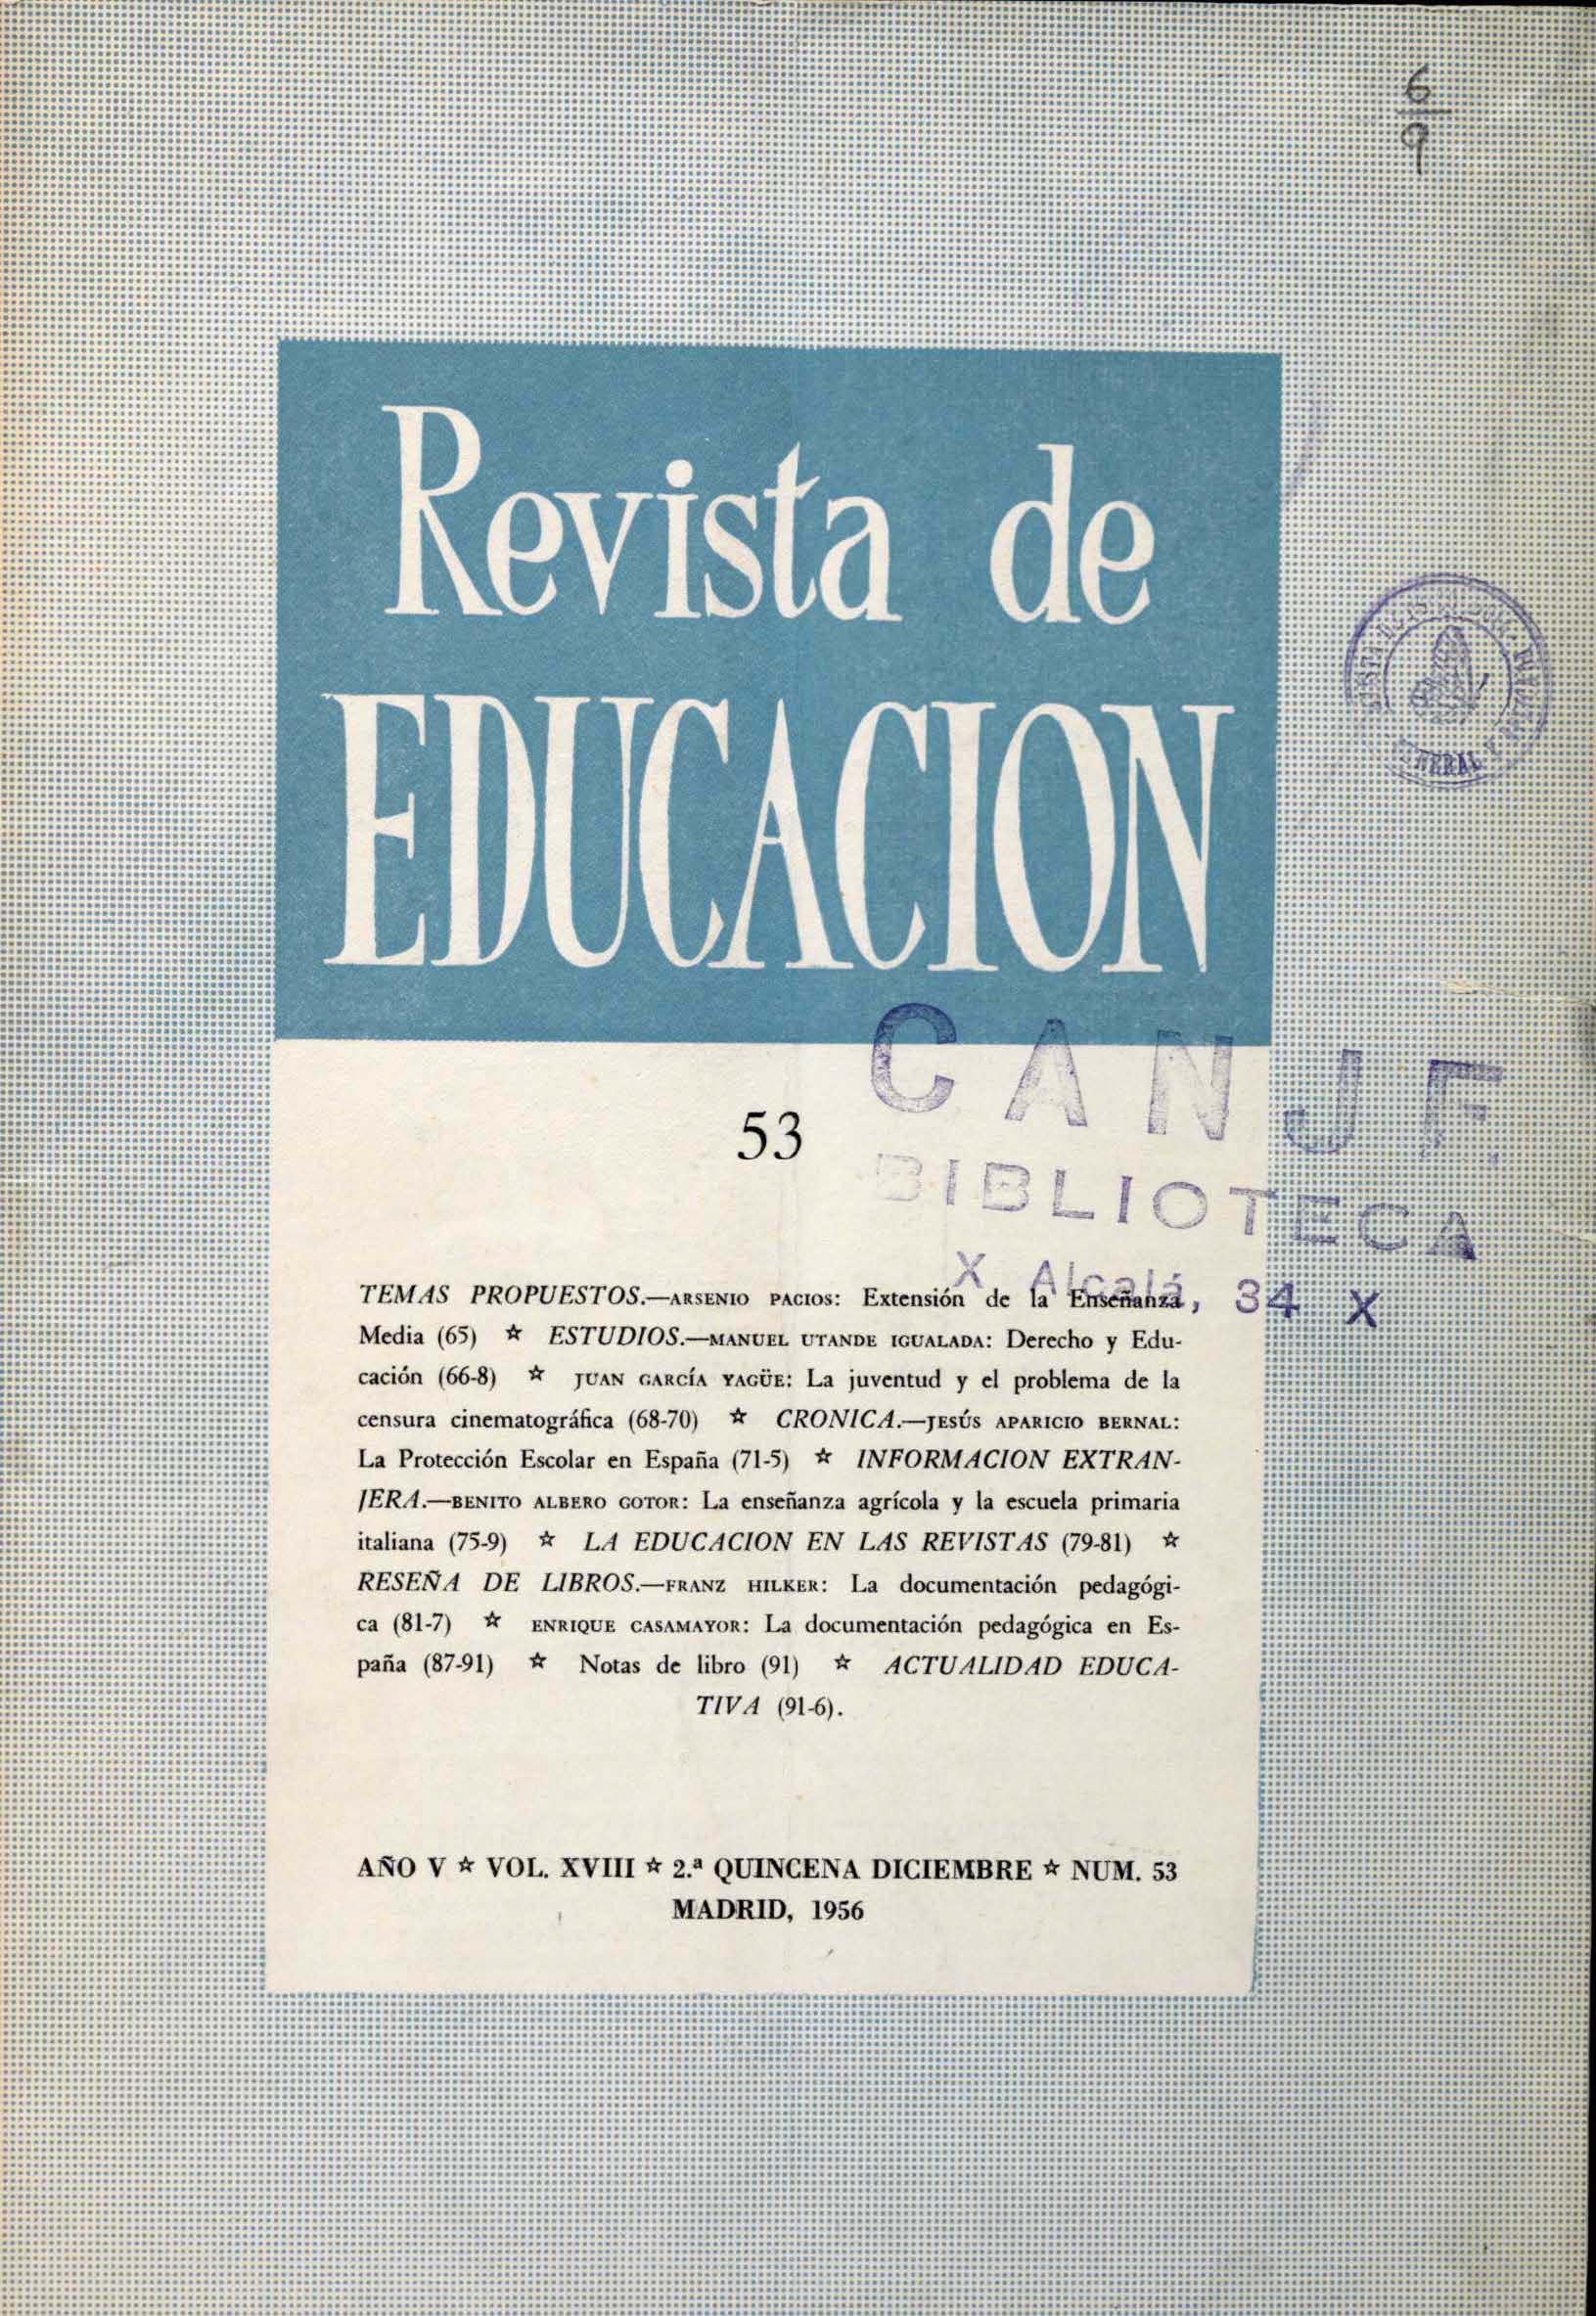 6
9
Revista de
EDUCACION
CANJE
53
BIBLIOTECA
X Alcalá, 34 X
TEMAS PROPUESTOS.—ARSENIO PACIOS: Extensión de la Enseñanza
Media (65) ☆ ESTUDIOS.—MANUEL UTANDE IGUALADA: Derecho y Edu-
cación (66-8) ☆ JUAN GARCÍA YAGÜE: La juventud y el problema de la
censura cinematográfica (68-70) ☆ CRONICA.—JESÚS APARICIO BERNAL:
La Protección Escolar en España (71-5) ☆ INFORMACION EXTRAN-
JERA.—BENITO ALBERO GOTOR: La enseñanza agrícola y la escuela primaria
italiana (75-9) ☆ LA EDUCACION EN LAS REVISTAS (79-81) ☆
RESEÑA DE LIBROS.—FRANZ HILKER: La documentación pedagógi-
ca (81-7) ☆ ENRIQUE CASAMAYOR: La documentación pedagógica en Es-
paña (87-91) ☆ Notas de libro (91) ☆ ACTUALIDAD EDUCA-
TIVA (91-6).
AÑO V ☆ VOL. XVIII ☆ 2.ª QUINCENA DICIEMBRE ☆ NUM. 53
MADRID, 1956